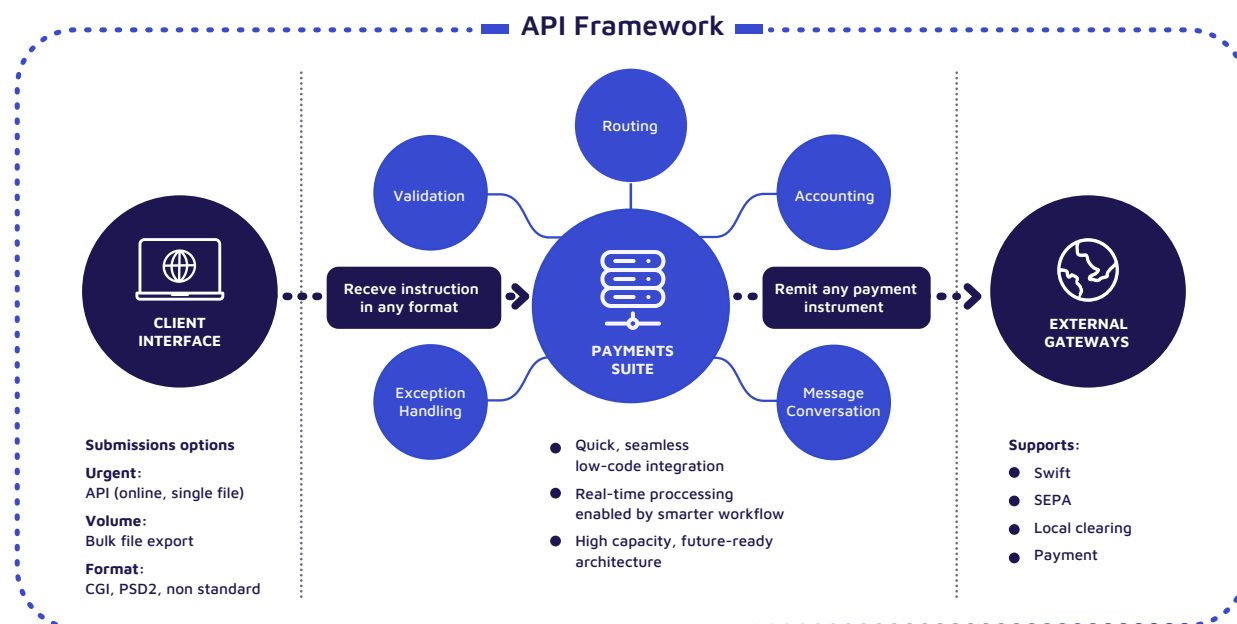 API Framework
Routing
Validation
Accounting
Receve instruction
in any format
Remit any payment
instrument
CLIENT
INTERFACE
PAYMENTS
SUITE
EXTERNAL
GATEWAYS
Exception
Handling
Message
Conversation
Submissions options
Urgent:
API (online, single file)
Volume:
Bulk file export
Format:
CGI, PSD2, non standard
Quick, seamless
low-code integration
Real-time proccessing
enabled by smarter workflow
High capacity, future-ready
architecture
Supports:
Swift
SEPA
Local clearing
Payment